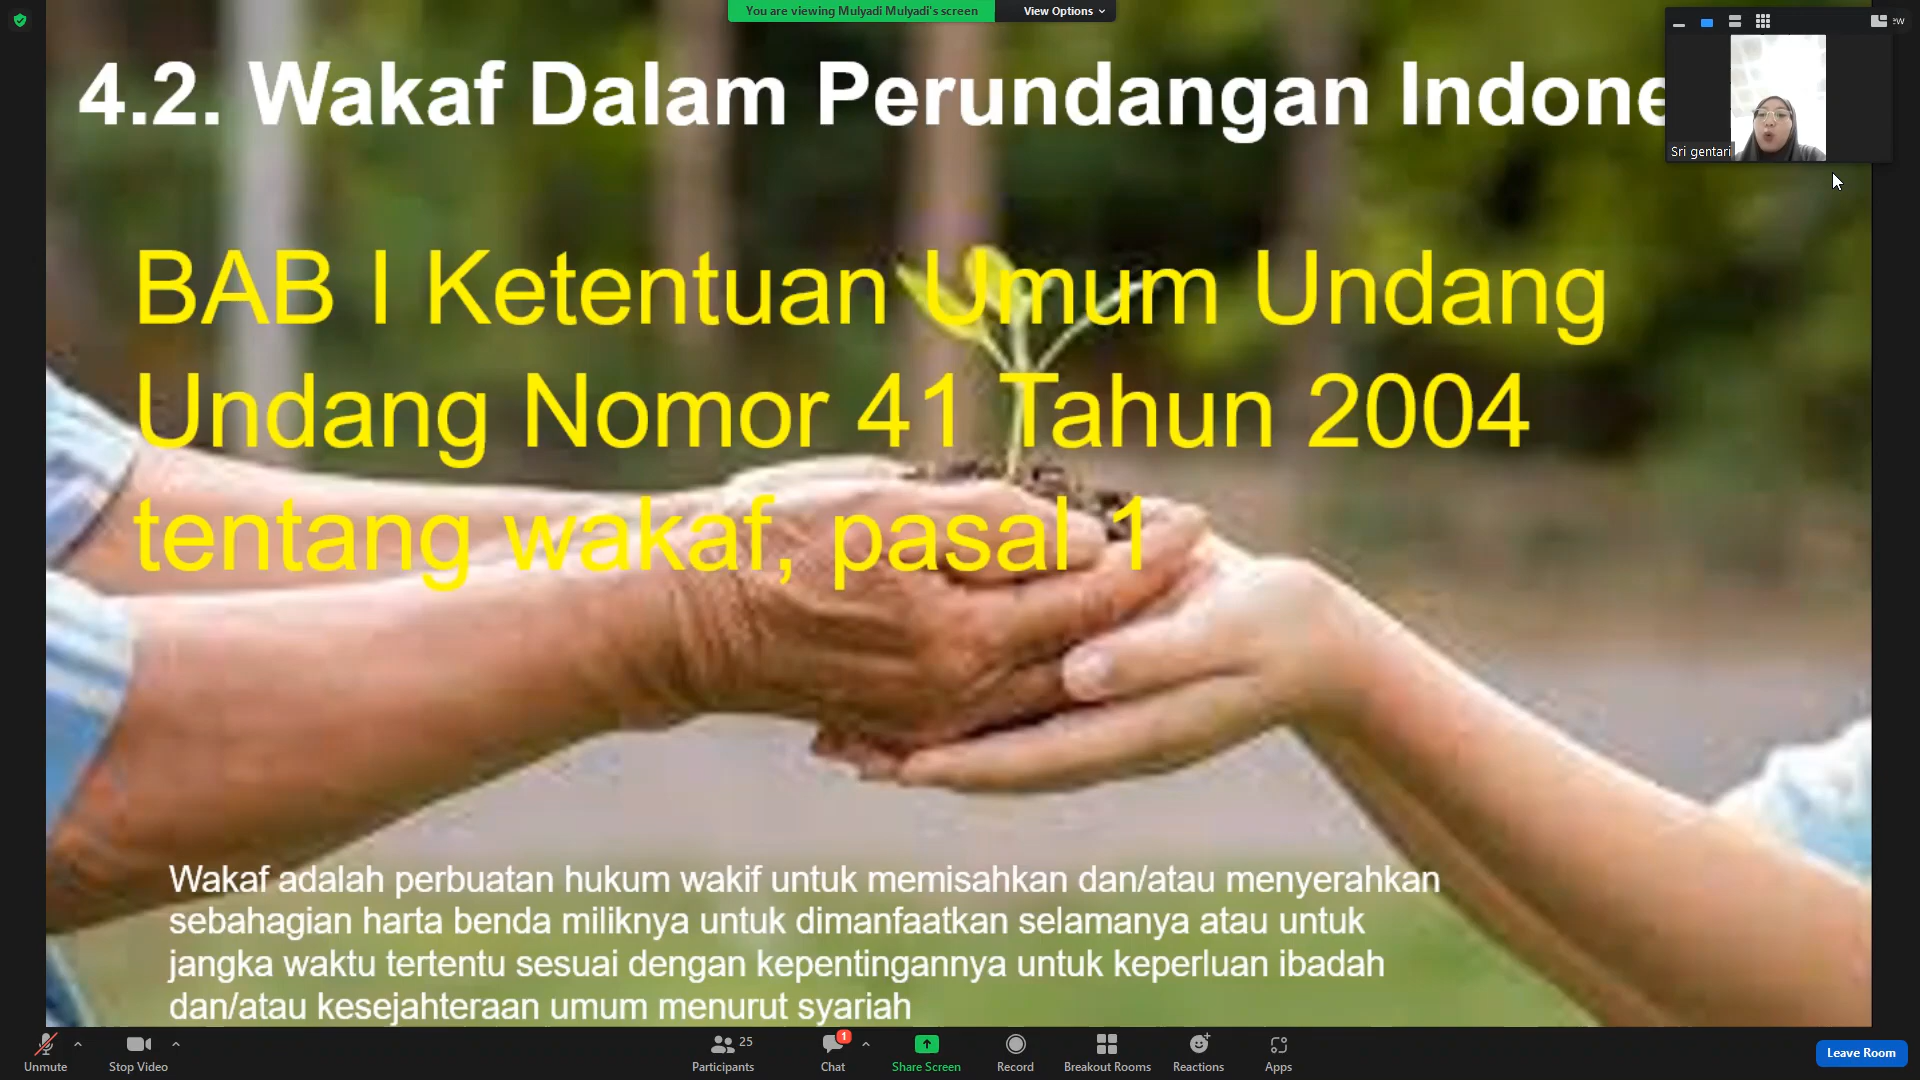 You are viewing Mulyadi Mulyadi's screen
View Options
ew
4.2. Wakaf Dalam Perundangan Indone
Sri gentari
BAB I Ketentuan Umum Undang
Undang Nomor 41 Tahun 2004
tentang wakaf, pasal 1
Wakaf adalah perbuatan hukum wakif untuk memisahkan dan/atau menyerahkan
sebahagian harta benda miliknya untuk dimanfaatkan selamanya atau untuk
jangka waktu tertentu sesuai dengan kepentingannya untuk keperluan ibadah
dan/atau kesejahteraan umum menurut syariah
25
1
Unmute
Stop Video
Participants
Chat
Share Screen
Record
Breakout Rooms
Reactions
Apps
Leave Room